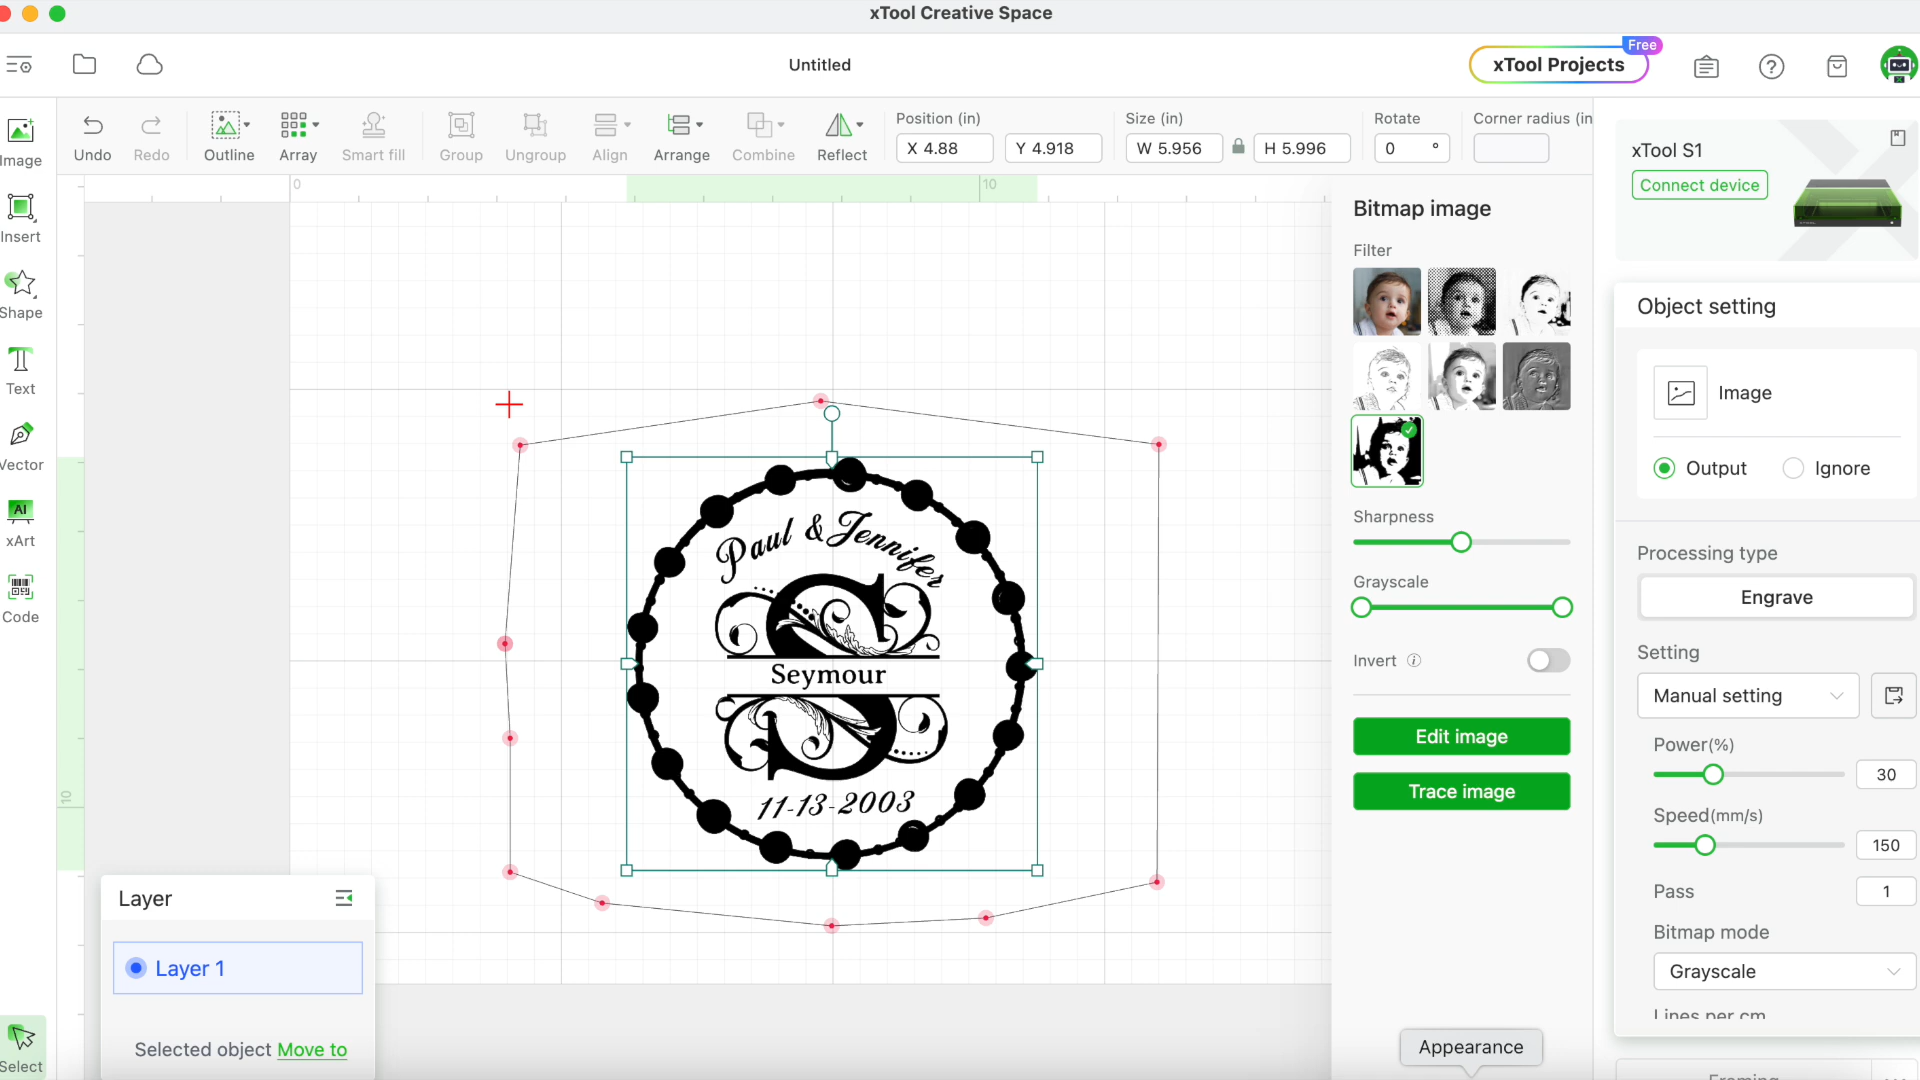 xTool Creative Space
Untitled
Free
xTool Projects
Image
Insert
Shape
Text
Vector
AI
xArt
Code
Select
Undo
Redo
Outline
Array
Smart fill
Group
Ungroup
Align
Arrange
Combine
Reflect
Position (in)
X 4.88
Y 4.918
Size (in)
W 5.956
H 5.996
Rotate
0 °
Corner radius (in
0
10
10
Paul & Jennifer
S
Seymour
11-13-2003
Layer
Layer 1
Selected object Move to
Bitmap image
Filter
Sharpness
Grayscale
Invert
Edit image
Trace image
Appearance
xTool S1
Connect device
Object setting
Image
Output
Ignore
Processing type
Engrave
Setting
Manual setting
Power(%)
30
Speed(mm/s)
150
Pass
1
Bitmap mode
Grayscale
Lines per cm
Framing